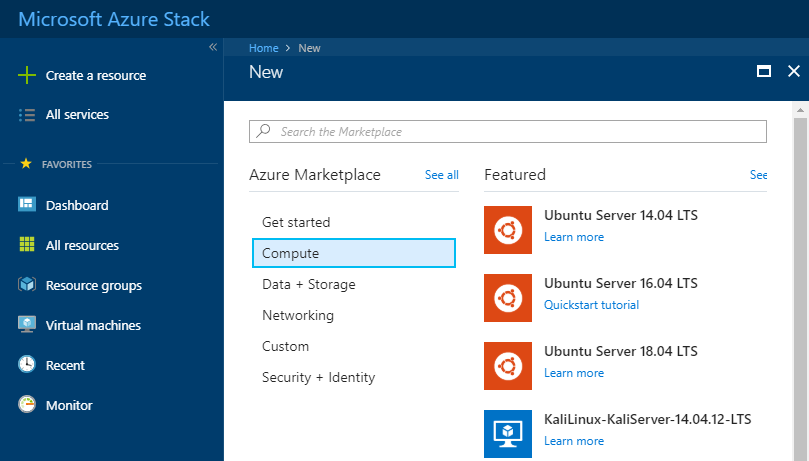 Microsoft Azure Stack
«
Create a resource
All services
FAVORITES
Dashboard
All resources
Resource groups
Virtual machines
Recent
Monitor
Home > New
New
Search the Marketplace
Azure Marketplace See all
Get started
Compute
Data + Storage
Networking
Custom
Security + Identity
Featured See
Ubuntu Server 14.04 LTS
Learn more
Ubuntu Server 16.04 LTS
Quickstart tutorial
Ubuntu Server 18.04 LTS
Learn more
KaliLinux-KaliServer-14.04.12-LTS
Learn more